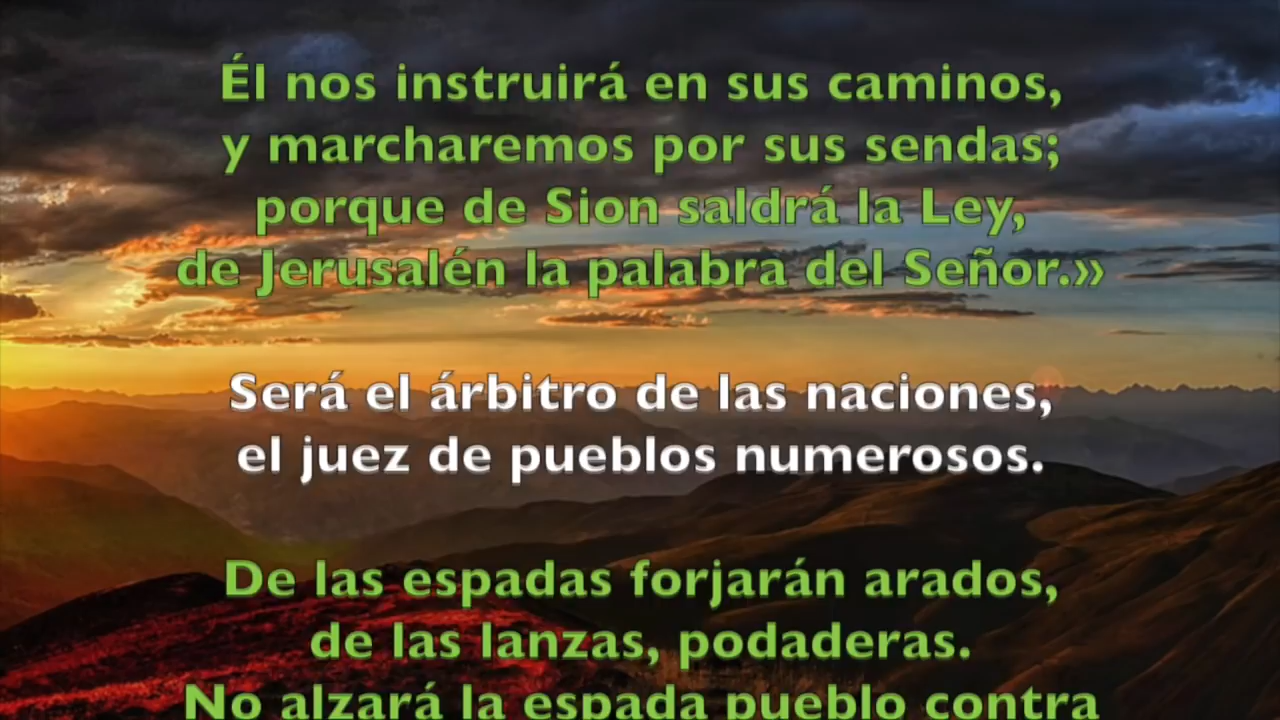 Él nos instruirá en sus caminos,
y marcharemos por sus sendas;
porque de Sion saldrá la Ley,
de Jerusalén la palabra del Señor.»
Será el árbitro de las naciones,
el juez de pueblos numerosos.
De las espadas forjarán arados,
de las lanzas, podaderas.
No alzará la espada pueblo contra